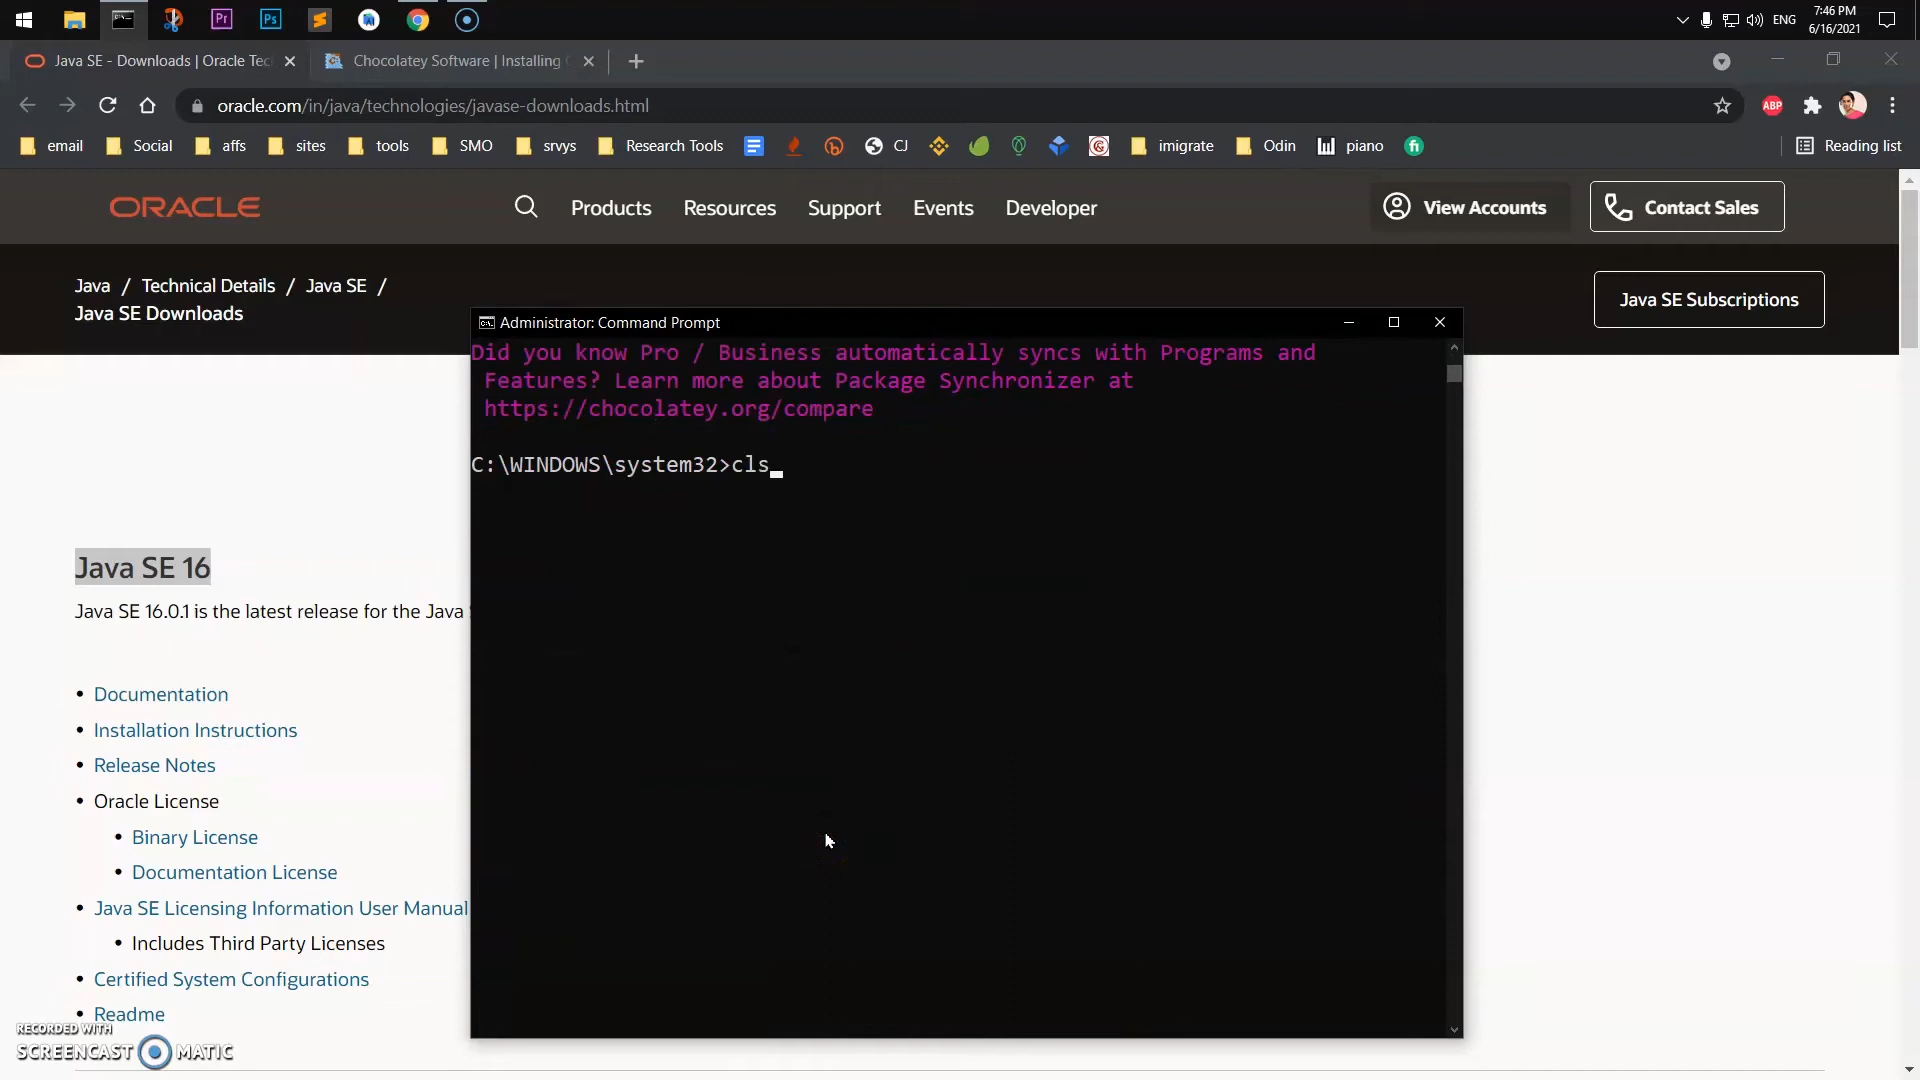 Pr
Ps
ENG
7:46 PM
6/16/2021
Java SE - Downloads | Oracle Tec
Chocolatey Software | Installing
oracle.com/in/java/technologies/javase-downloads.html
ABP
email
Social
affs
sites
tools
SMO
srvys
Research Tools
CJ
imigrate
Odin
piano
fi
Reading list
ORACLE
Products
Resources
Support
Events
Developer
View Accounts
Contact Sales
Java / Technical Details / Java SE /
Java SE Downloads
Java SE Subscriptions
Administrator: Command Prompt
Did you know Pro / Business automatically syncs with Programs and
Features? Learn more about Package Synchronizer at
https://chocolatey.org/compare
C:\WINDOWS\system32>cls_
Java SE 16
Java SE 16.0.1 is the latest release for the Java
• Documentation
• Installation Instructions
• Release Notes
• Oracle License
• Binary License
• Documentation License
• Java SE Licensing Information User Manual
• Includes Third Party Licenses
• Certified System Configurations
• Readme
RECORDED WITH
SCREENCAST MATIC